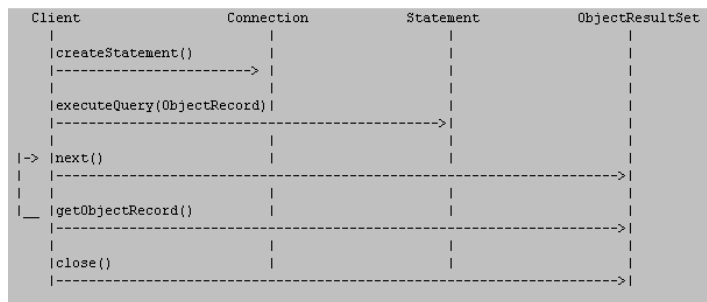 Client Connection Statement ObjectResultSet
createStatement()
executeQuery(ObjectRecord)
next()
getObjectRecord()
close()